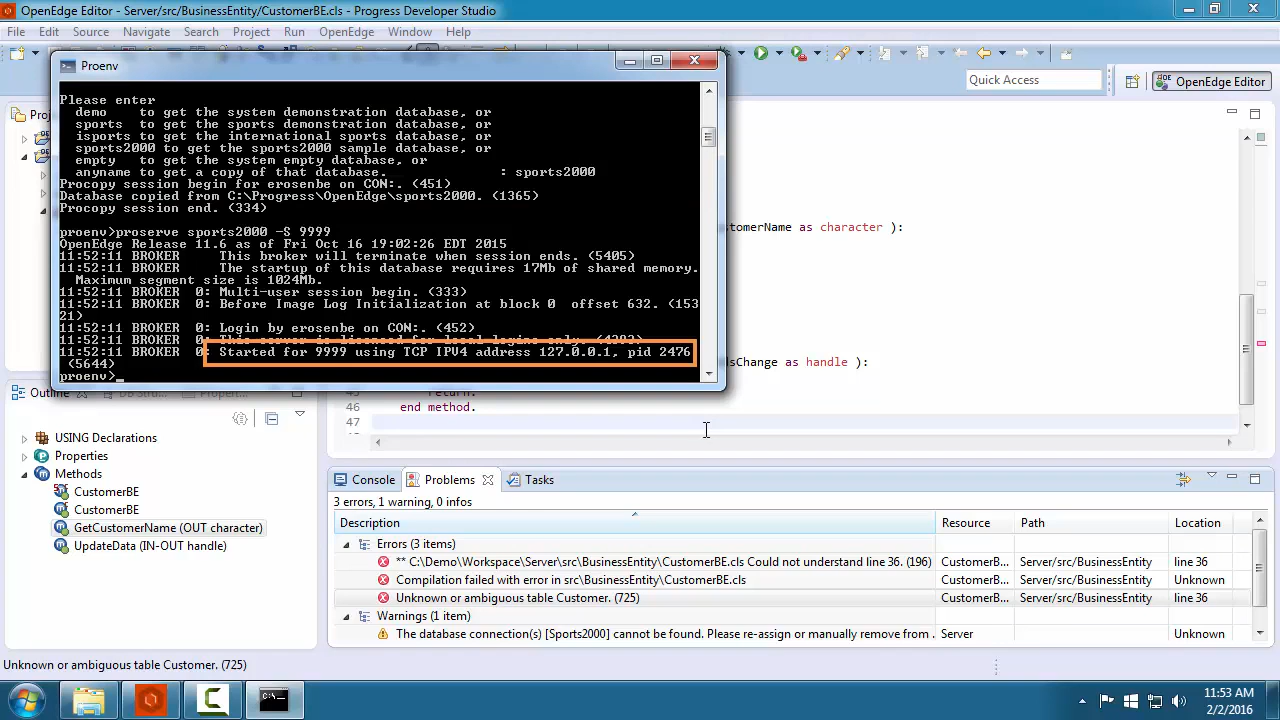 OpenEdge Editor - Server/src/BusinessEntity/CustomerBE.cls - Progress Developer Studio
File Edit Source Navigate Search Project Run OpenEdge Window Help
Quick Access
OpenEdge Editor
Proenv
Please enter
demo to get the system demonstration database, or
sports to get the sports demonstration database, or
isports to get the international sports database, or
sports2000 to get the sports2000 sample database, or
empty to get the system empty database, or
anyname to get a copy of that database. : sports2000
Procopy session begin for erosenbe on CON:. (451)
Database copied from C:\Progress\OpenEdge\sports2000. (1365)
Procopy session end. (334)
proenv>proserve sports2000 -S 9999
OpenEdge Release 11.6 as of Fri Oct 16 19:02:26 EDT 2015
11:52:11 BROKER This broker will terminate when session ends. (5405)
11:52:11 BROKER The startup of this database requires 17Mb of shared memory.
Maximum segment size is 1024Mb.
11:52:11 BROKER 0: Multi-user session begin. (333)
11:52:11 BROKER 0: Before Image Log Initialization at block 0 offset 632. (153
21)
11:52:11 BROKER 0: Login by erosenbe on CON:. (452)
11:52:11 BROKER 0: This server is licensed for local logins only. (4393)
11:52:11 BROKER 0: Started for 9999 using TCP IPV4 address 127.0.0.1, pid 2476
(5644)
proenv>
tomerName as character ):
sChange as handle ):
return.
46 end method.
47
Outline
USING Declarations
Properties
Methods
CustomerBE
CustomerBE
GetCustomerName (OUT character)
UpdateData (IN-OUT handle)
Console Problems Tasks
3 errors, 1 warning, 0 infos
Description Resource Path Location
Errors (3 items)
** C:\Demo\Workspace\Server\src\BusinessEntity\CustomerBE.cls Could not understand line 36. (196) CustomerB... Server/src/BusinessEntity line 36
Compilation failed with error in src\BusinessEntity\CustomerBE.cls CustomerB... Server/src/BusinessEntity Unknown
Unknown or ambiguous table Customer. (725) CustomerB... Server/src/BusinessEntity line 36
Warnings (1 item)
The database connection(s) [Sports2000] cannot be found. Please re-assign or manually remove from . Server Unknown
Unknown or ambiguous table Customer. (725)
11:53 AM
2/2/2016